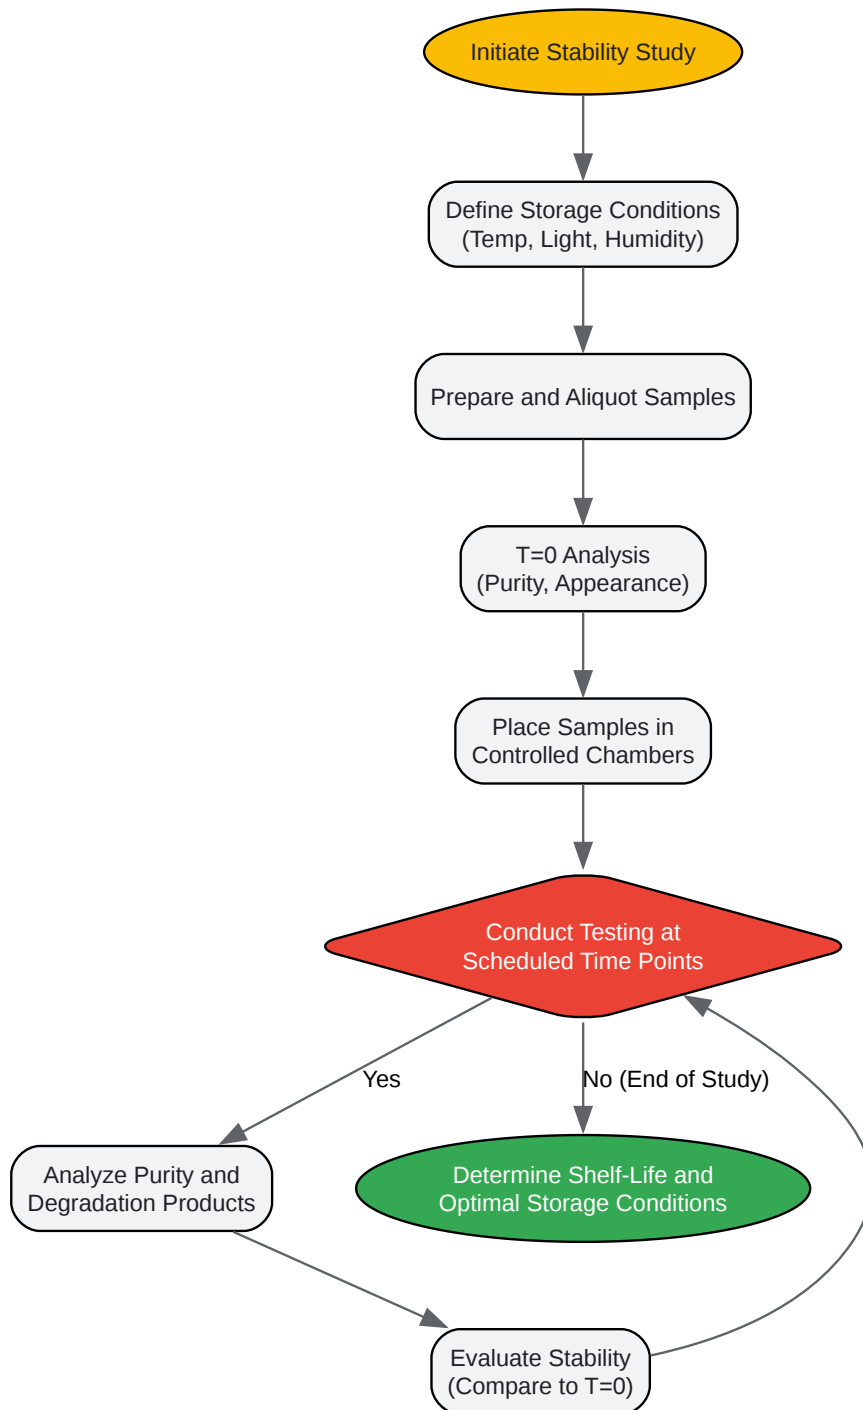 Initiate Stability Study
Define Storage Conditions
(Temp, Light, Humidity)
Prepare and Aliquot Samples
T=0 Analysis
(Purity, Appearance)
Place Samples in
Controlled Chambers
Conduct Testing at
Scheduled Time Points
Yes
No (End of Study)
Analyze Purity and
Degradation Products
Determine Shelf-Life and
Optimal Storage Conditions
Evaluate Stability
(Compare to T=0)